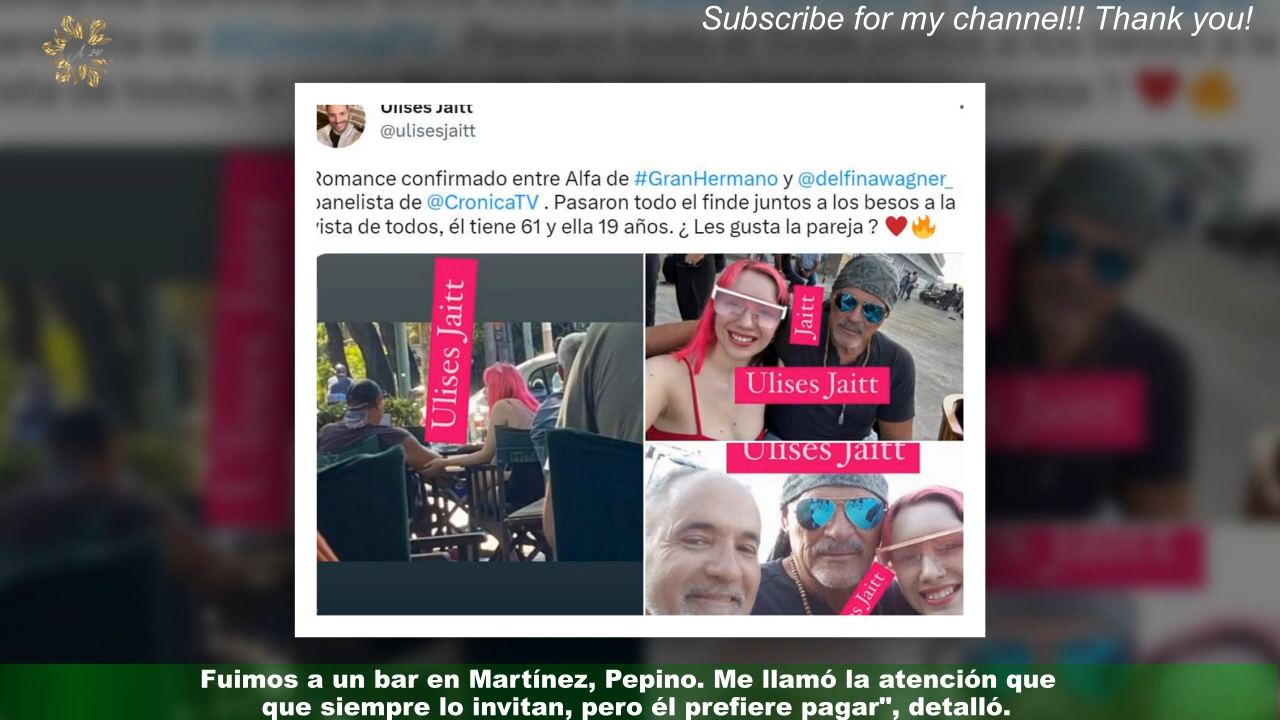 Subscribe for my channel!! Thank you!
Ulises Jaitt
@ulisesjaitt
Romance confirmado entre Alfa de #GranHermano y @delfinawagner_
panelista de @CronicaTV . Pasaron todo el finde juntos a los besos a la
vista de todos, él tiene 61 y ella 19 años. ¿ Les gusta la pareja ? ❤️🔥
Ulises Jaitt
Jaitt
Ulises Jaitt
Ulises Jaitt
Jaitt
Fuimos a un bar en Martínez, Pepino. Me llamó la atención que
que siempre lo invitan, pero él prefiere pagar", detalló.